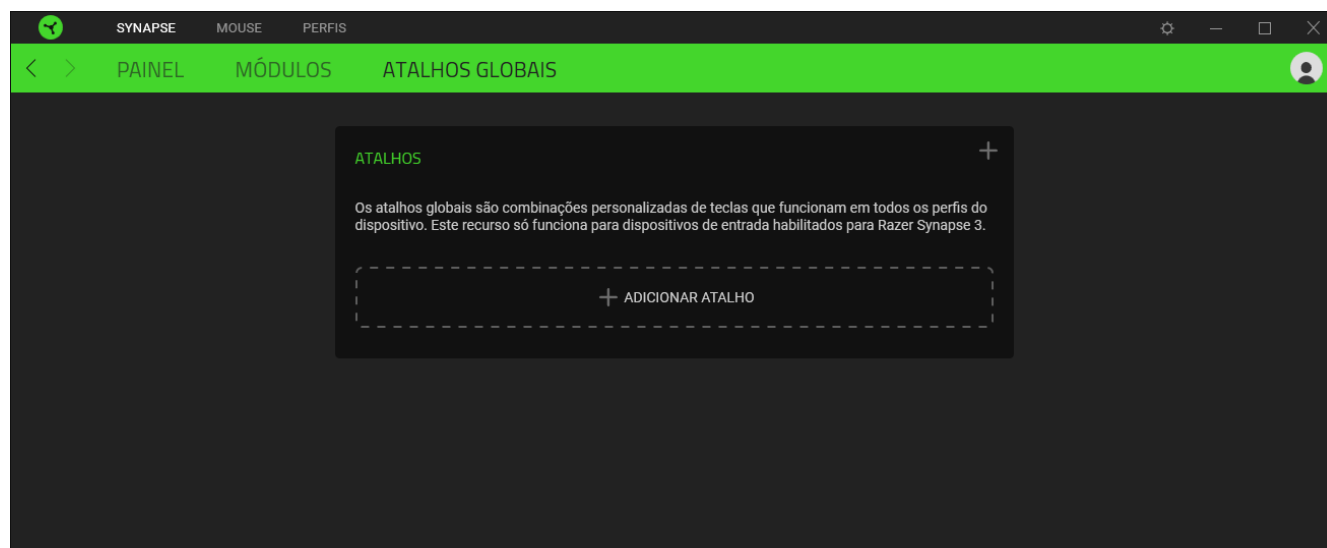 SYNAPSE MOUSE PERFIS
PAINEL MÓDULOS ATALHOS GLOBAIS
ATALHOS
Os atalhos globais são combinações personalizadas de teclas que funcionam em todos os perfis do
dispositivo. Este recurso só funciona para dispositivos de entrada habilitados para Razer Synapse 3.
ADICIONAR ATALHO